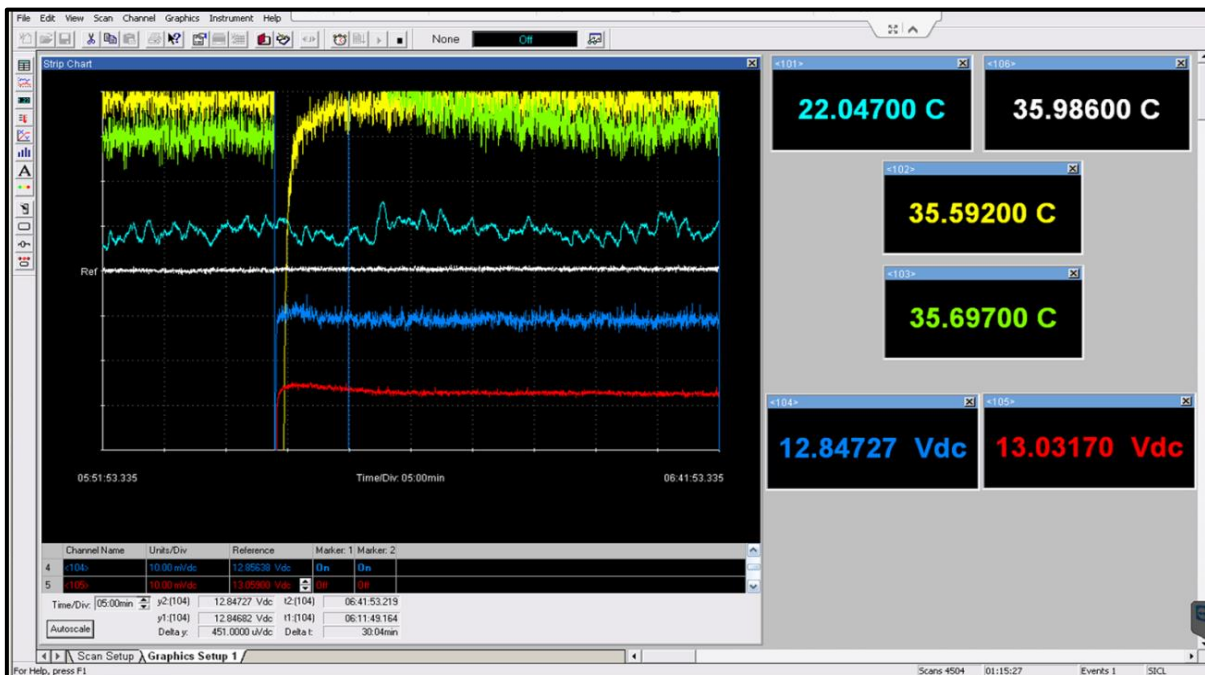 File Edit View Scan Channel Graphics Instrument Help
None Off
Strip Chart
Ref
05:51:53.335 Time/Div: 05:00min 06:41:53.335
<101>
22.04700 C
<106>
35.98600 C
<102>
35.59200 C
<103>
35.69700 C
<104>
12.84727 Vdc
<105>
13.03170 Vdc
Channel Name Units/Div Reference Marker: 1 Marker: 2
4 <104> 10.00 mVdc 12.85638 Vdc On On
5 <105> 10.00 mVdc 13.05900 Vdc Off Off
Time/Div: 05:00min y2:(104) 12.84727 Vdc t2:(104) 06:41:53.219
y1:(104) 12.84682 Vdc t1:(104) 06:11:49.164
Autoscale Delta y: 451.0000 uVdc Delta t: 30:04min
Scan Setup Graphics Setup 1
For Help, press F1 Scans 4504 01:15:27 Events 1 SICL